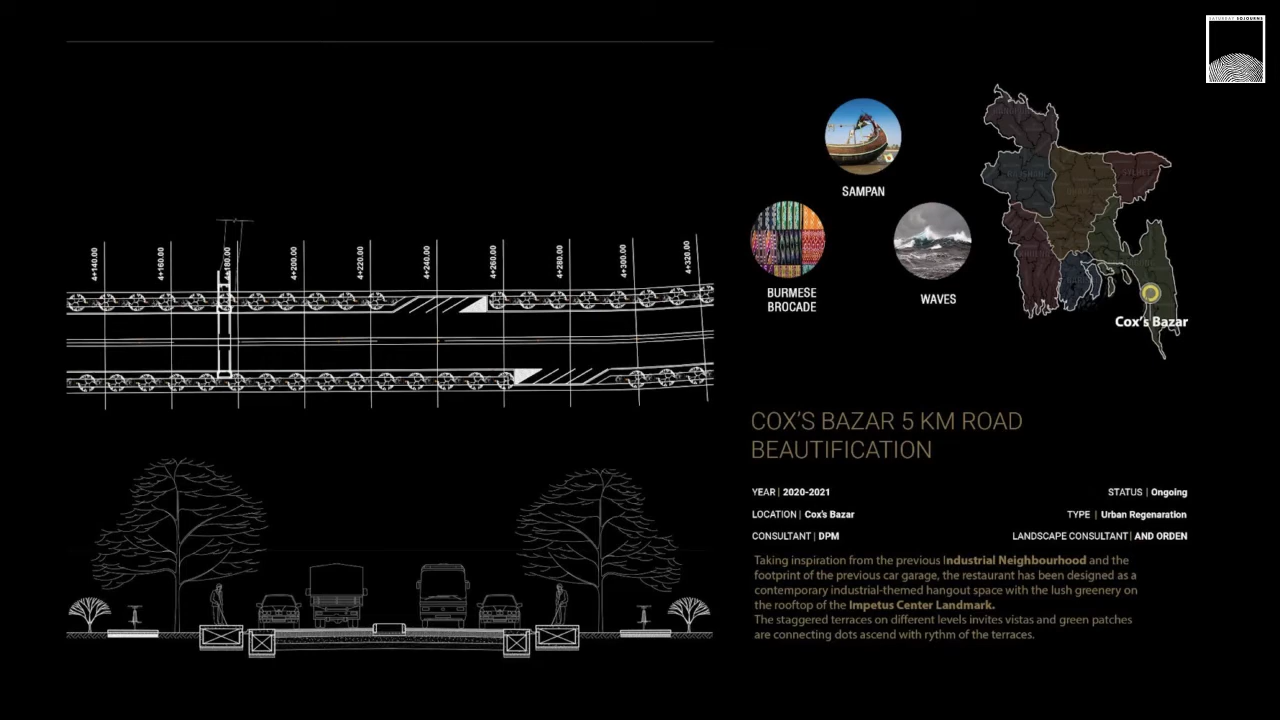 SATURDAY SOJOURNS
SAMPAN
BURMESE
BROCADE
WAVES
SYLHET
Cox's Bazar
4+140.00
4+160.00
4+180.00
4+200.00
4+220.00
4+240.00
4+260.00
4+280.00
4+300.00
4+320.00
COX'S BAZAR 5 KM ROAD
BEAUTIFICATION
YEAR | 2020-2021
STATUS | Ongoing
LOCATION | Cox's Bazar
TYPE | Urban Regenaration
CONSULTANT | DPM
LANDSCAPE CONSULTANT | AND ORDEN
Taking inspiration from the previous Industrial Neighbourhood and the
footprint of the previous car garage, the restaurant has been designed as a
contemporary industrial-themed hangout space with the lush greenery on
the rooftop of the Impetus Center Landmark.
The staggered terraces on different levels invites vistas and green patches
are connecting dots ascend with rythm of the terraces.